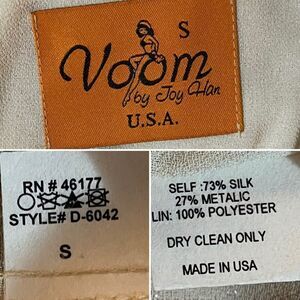 S
Voom
by Joy Han
U.S.A.
RN # 46177
STYLE# D-6042
S
SELF :73% SILK
27% METALIC
LIN: 100% POLYESTER
DRY CLEAN ONLY
MADE IN USA